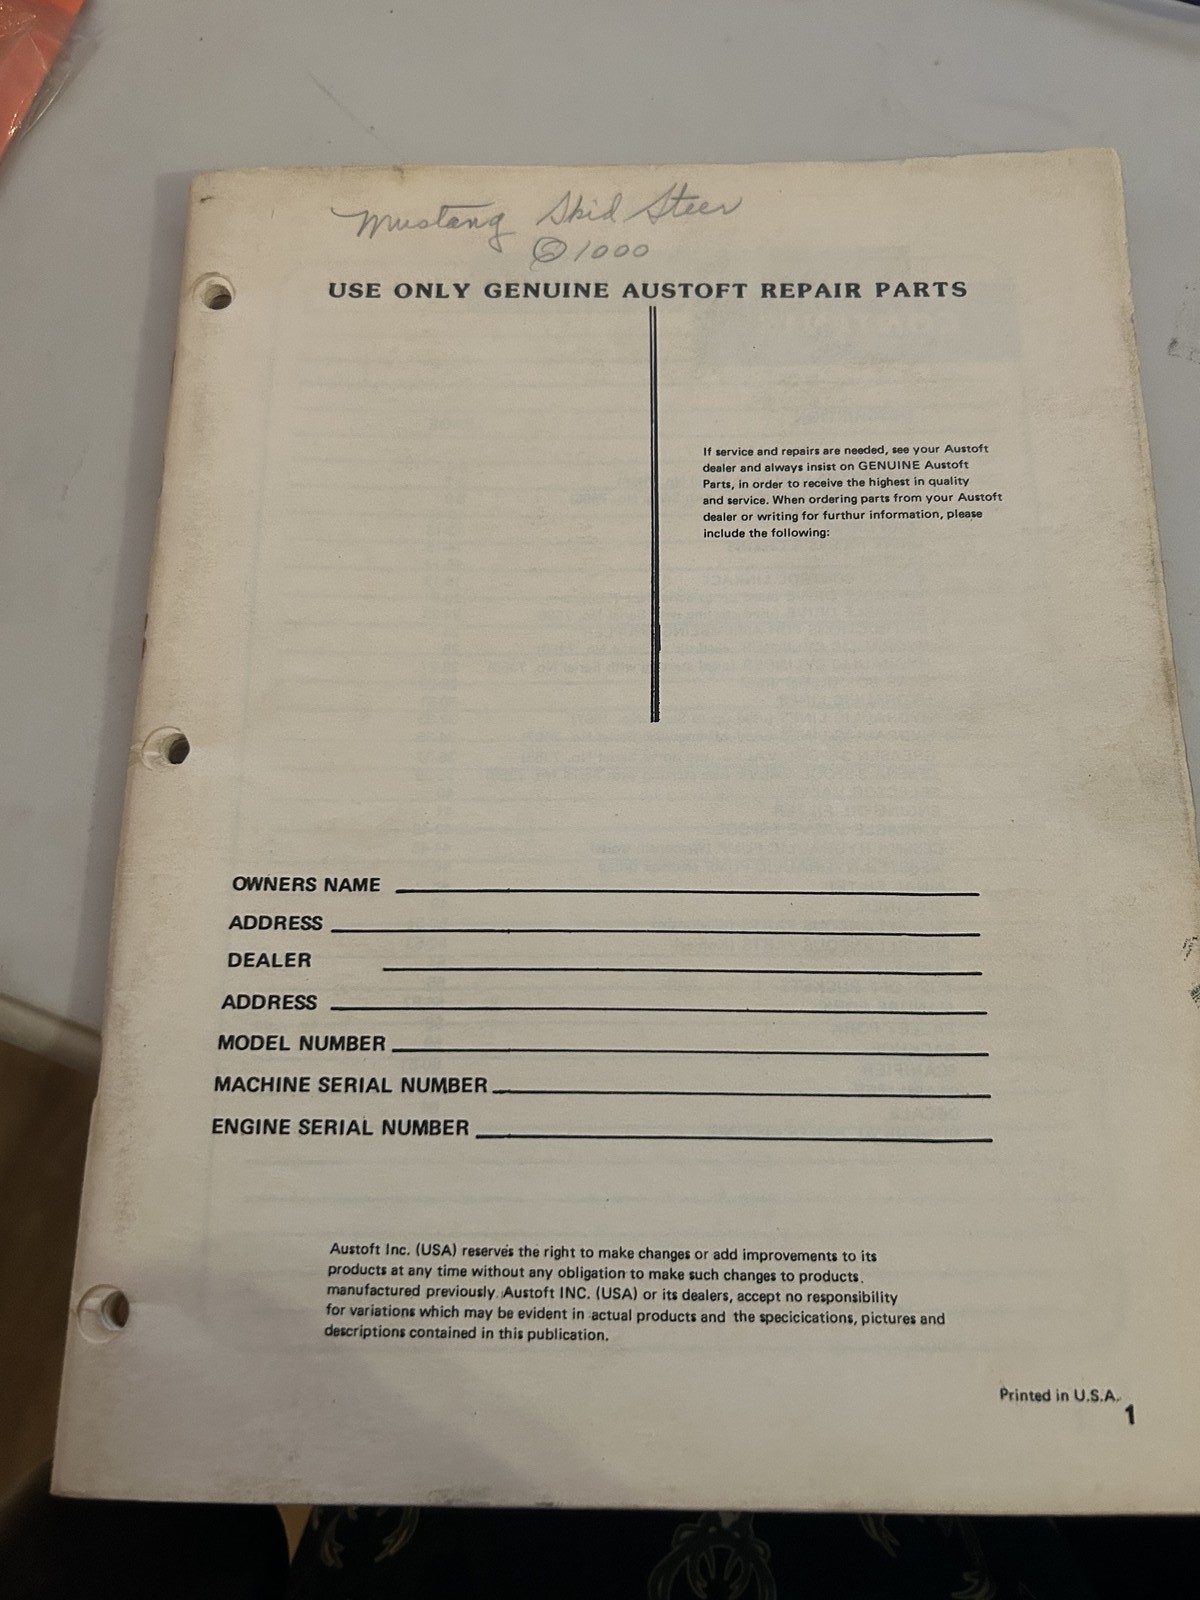 Mustang Skid Steer
1000
USE ONLY GENUINE AUSTOFT REPAIR PARTS
If service and repairs are needed, see your Austoft
dealer and always insist on GENUINE Austoft
Parts, in order to receive the highest in quality
and service. When ordering parts from your Austoft
dealer or writing for furthur information, please
include the following:
OWNERS NAME
ADDRESS
DEALER
ADDRESS
MODEL NUMBER
MACHINE SERIAL NUMBER
ENGINE SERIAL NUMBER
Austoft Inc. (USA) reserves the right to make changes or add improvements to its
products at any time without any obligation to make such changes to products.
manufactured previously. Austoft INC. (USA) or its dealers, accept no responsibility
for variations which may be evident in actual products and the specicications, pictures and
descriptions contained in this publication.
Printed in U.S.A.
1